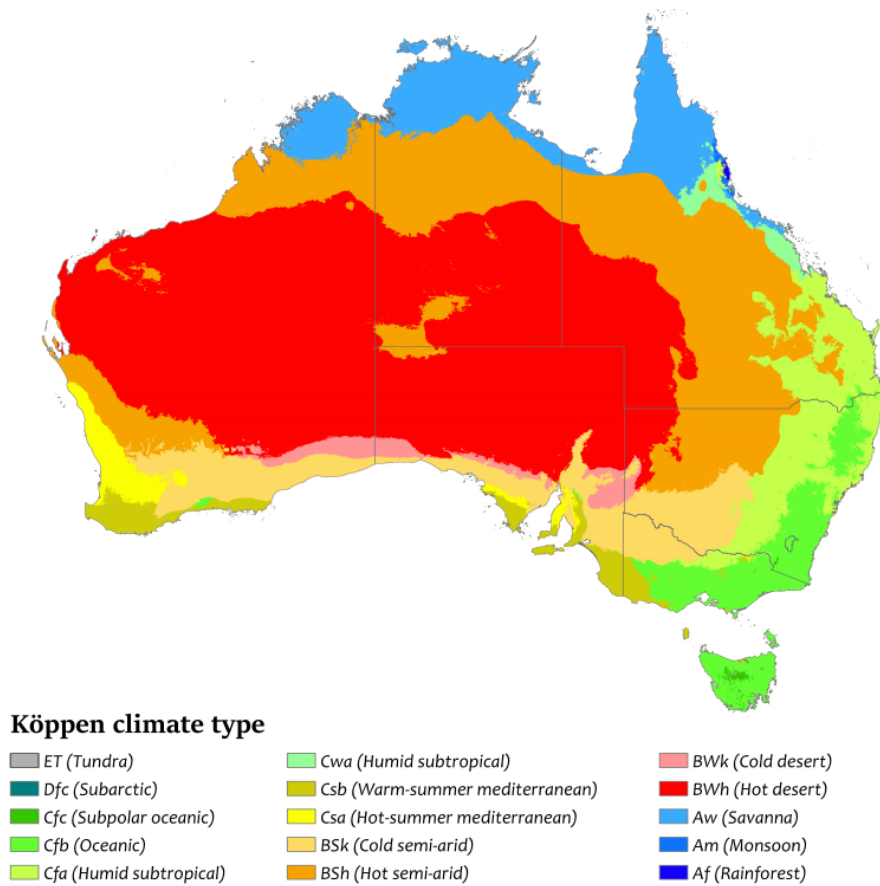 Köppen climate type
ET (Tundra)
Dfc (Subarctic)
Cfc (Subpolar oceanic)
Cfb (Oceanic)
Cfa (Humid subtropical)
Cwa (Humid subtropical)
Csb (Warm-summer mediterranean)
Csa (Hot-summer mediterranean)
BSk (Cold semi-arid)
BSh (Hot semi-arid)
BWk (Cold desert)
BWh (Hot desert)
Aw (Savanna)
Am (Monsoon)
Af (Rainforest)